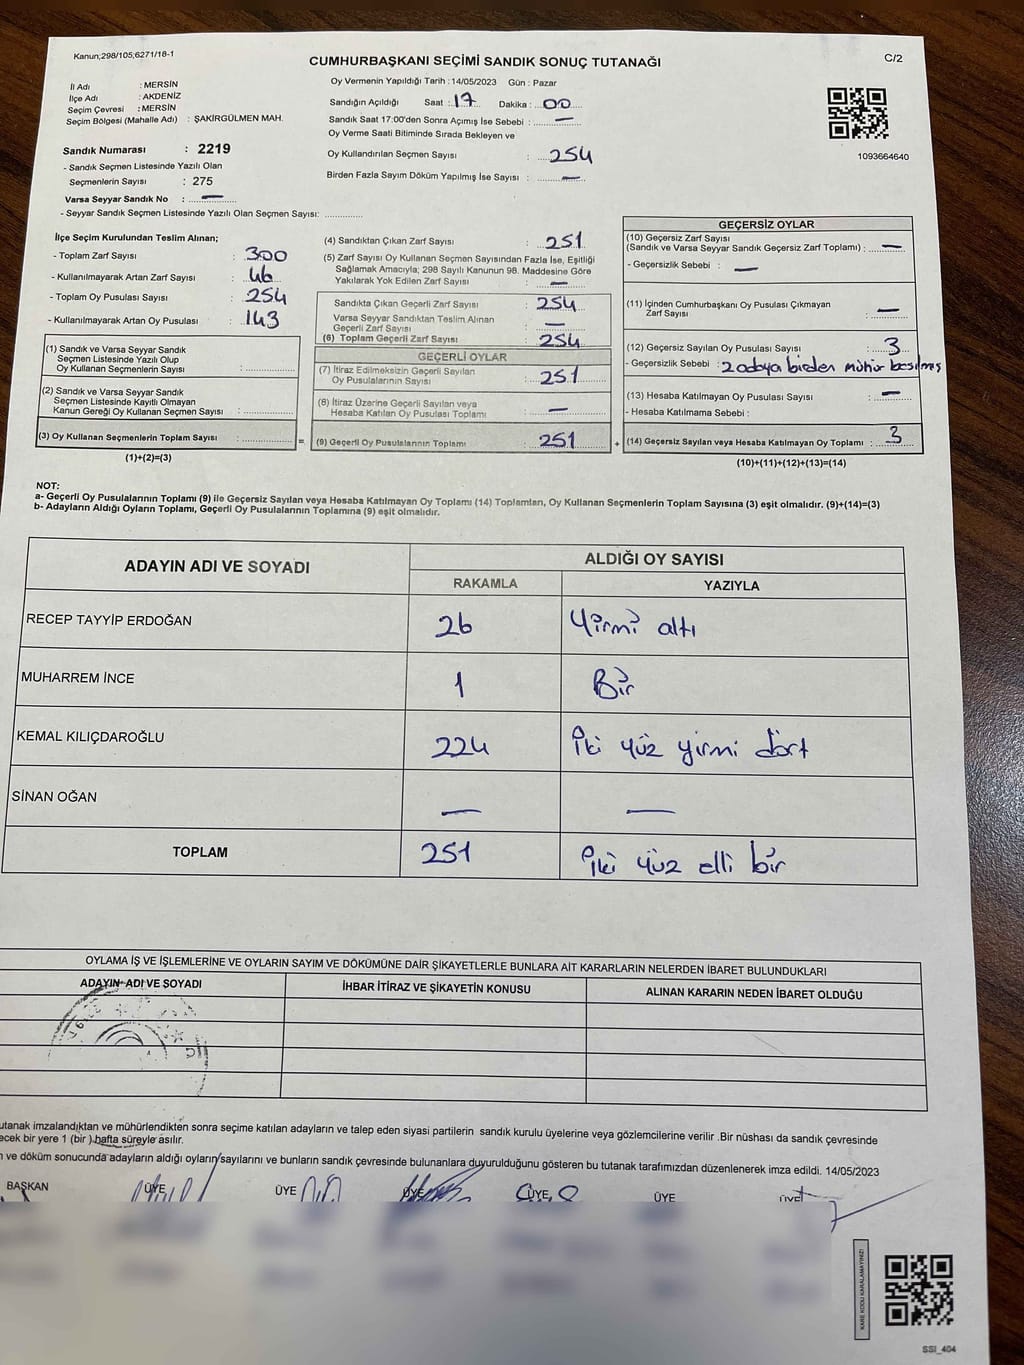 Kanun;298/105;6271/18-1
CUMHURBAŞKANI SEÇİMİ SANDIK SONUÇ TUTANAĞI
C/2
İl Adı : MERSİN
İlçe Adı : AKDENİZ
Seçim Çevresi : MERSİN
Seçim Bölgesi (Mahalle Adı) : ŞAKİRGÜLMEN MAH.
Sandık Numarası : 2219
- Sandık Seçmen Listesinde Yazılı Olan
Seçmenlerin Sayısı : 275
Varsa Seyyar Sandık No : —
- Seyyar Sandık Seçmen Listesinde Yazılı Olan Seçmen Sayısı: ............
Oy Vermenin Yapıldığı Tarih : 14/05/2023 Gün : Pazar
Sandığın Açıldığı Saat : 17 Dakika : 00
Sandık Saat 17:00'den Sonra Açımış İse Sebebi : —
Oy Verme Saati Bitiminde Sırada Bekleyen ve
Oy Kullandırılan Seçmen Sayısı : 254
Birden Fazla Sayım Döküm Yapılmış İse Sayısı : —
1093664640
İlçe Seçim Kurulundan Teslim Alınan;
- Toplam Zarf Sayısı : 300
- Kullanılmayarak Artan Zarf Sayısı : 46
- Toplam Oy Pusulası Sayısı : 254
- Kullanılmayarak Artan Oy Pusulası : 143
(1) Sandık ve Varsa Seyyar Sandık
Seçmen Listesinde Yazılı Olup
Oy Kullanan Seçmenlerin Sayısı : ............
(2) Sandık ve Varsa Seyyar Sandık
Seçmen Listesinde Kayıtlı Olmayan
Kanun Gereği Oy Kullanan Seçmen Sayısı : ............
(3) Oy Kullanan Seçmenlerin Toplam Sayısı : ............
(1)+(2)=(3)
=
(4) Sandıktan Çıkan Zarf Sayısı : 251
(5) Zarf Sayısı Oy Kullanan Seçmen Sayısından Fazla İse, Eşitliği
Sağlamak Amacıyla; 298 Sayılı Kanunun 98. Maddesine Göre
Yakılarak Yok Edilen Zarf Sayısı : —
Sandıkta Çıkan Geçerli Zarf Sayısı : 254
Varsa Seyyar Sandıktan Teslim Alınan
Geçerli Zarf Sayısı : —
(6) Toplam Geçerli Zarf Sayısı : 254
GEÇERLİ OYLAR
(7) İtiraz Edilmeksizin Geçerli Sayılan
Oy Pusulalarının Sayısı : 251
(8) İtiraz Üzerine Geçerli Sayılan veya
Hesaba Katılan Oy Pusulası Toplamı : —
(9) Geçerli Oy Pusulalarının Toplamı : 251
+
GEÇERSİZ OYLAR
(10) Geçersiz Zarf Sayısı
(Sandık ve Varsa Seyyar Sandık Geçersiz Zarf Toplamı) : —
- Geçersizlik Sebebi : —
(11) İçinden Cumhurbaşkanı Oy Pusulası Çıkmayan
Zarf Sayısı : —
(12) Geçersiz Sayılan Oy Pusulası Sayısı : 3
- Geçersizlik Sebebi : 2 adaya birden mühür basılmış
(13) Hesaba Katılmayan Oy Pusulası Sayısı : —
- Hesaba Katılmama Sebebi :
(14) Geçersiz Sayılan veya Hesaba Katılmayan Oy Toplamı : 3
(10)+(11)+(12)+(13)=(14)
NOT:
a- Geçerli Oy Pusulalarının Toplamı (9) ile Geçersiz Sayılan veya Hesaba Katılmayan Oy Toplamı (14) Toplamları, Oy Kullanan Seçmenlerin Toplam Sayısına (3) eşit olmalıdır. (9)+(14)=(3)
b- Adayların Aldığı Oyların Toplamı, Geçerli Oy Pusulalarının Toplamına (9) eşit olmalıdır.
ADAYIN ADI VE SOYADI
ALDIĞI OY SAYISI
RAKAMLA
YAZIYLA
RECEP TAYYİP ERDOĞAN 26 Yirmi altı
MUHARREM İNCE 1 Bir
KEMAL KILIÇDAROĞLU 224 İki yüz yirmi dört
SİNAN OĞAN — —
TOPLAM 251 İki yüz elli bir
OYLAMA İŞ VE İŞLEMLERİNE VE OYLARIN SAYIM VE DÖKÜMÜNE DAİR ŞİKAYETLERLE BUNLARA AİT KARARLARIN NELERDEN İBARET BULUNDUKLARI
ADAYIN ADI VE SOYADI
İHBAR İTİRAZ VE ŞİKAYETİN KONUSU
ALINAN KARARIN NEDEN İBARET OLDUĞU
utanak imzalandıktan ve mühürlendikten sonra seçime katılan adayların ve talep eden siyasi partilerin sandık kurulu üyelerine veya gözlemcilerine verilir .Bir nüshası da sandık çevresinde
ecek bir yere 1 (bir ) hafta süreyle asılır.
n ve döküm sonucunda adayların aldığı oyların sayılarını ve bunların sandık çevresinde bulunanlara duyurulduğunu gösteren bu tutanak tarafımızdan düzenlenerek imza edildi. 14/05/2023
BAŞKAN ÜYE ÜYE ÜYE ÜYE ÜYE ÜYE
KARE KODU KARALAMAYINIZ!
SSI_404